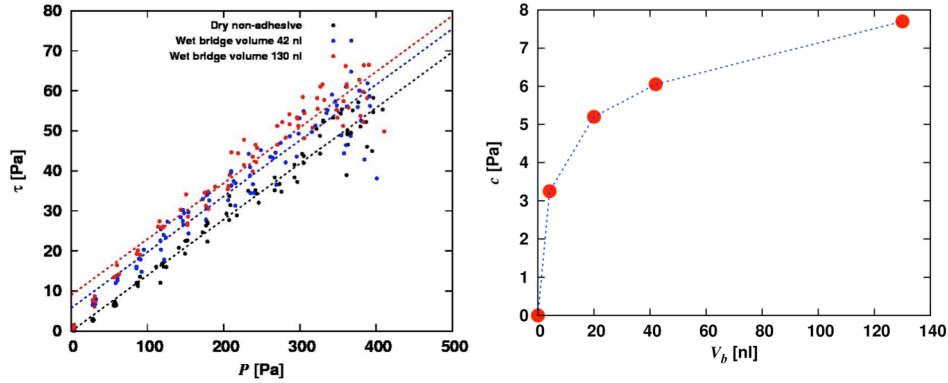 Dry non-adhesive
Wet bridge volume 42 nl
Wet bridge volume 130 nl
80
70
60
50
40
30
20
10
0
τ [Pa]
0 100 200 300 400 500
P [Pa]
8
7
6
5
4
3
2
1
0
c [Pa]
0 20 40 60 80 100 120 140
V_b [nl]